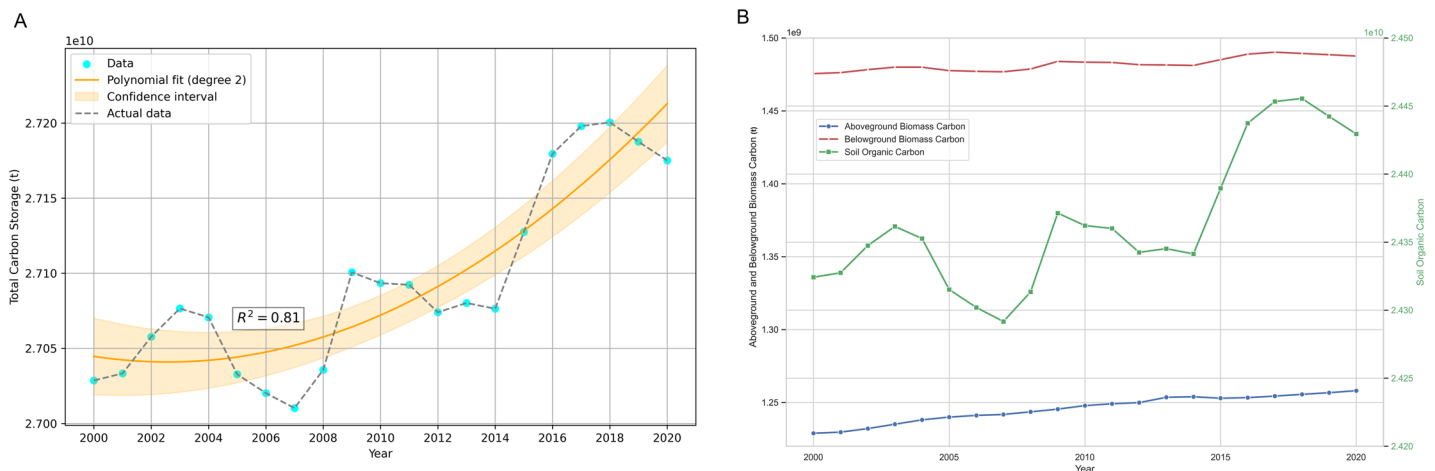 A
1e10
Data
Polynomial fit (degree 2)
Confidence interval
Actual data
R² = 0.81
Total Carbon Storage (t)
2.720
2.715
2.710
2.705
2.700
2000 2002 2004 2006 2008 2010 2012 2014 2016 2018 2020
Year
B
1e9
1e10
Aboveground Biomass Carbon
Belowground Biomass Carbon
Soil Organic Carbon
Aboveground and Belowground Biomass Carbon (t)
1.50
1.45
1.40
1.35
1.30
1.25
2.450
2.445
2.440
2.435
2.430
2.425
2.420
Soil Organic Carbon
2000 2005 2010 2015 2020
Year